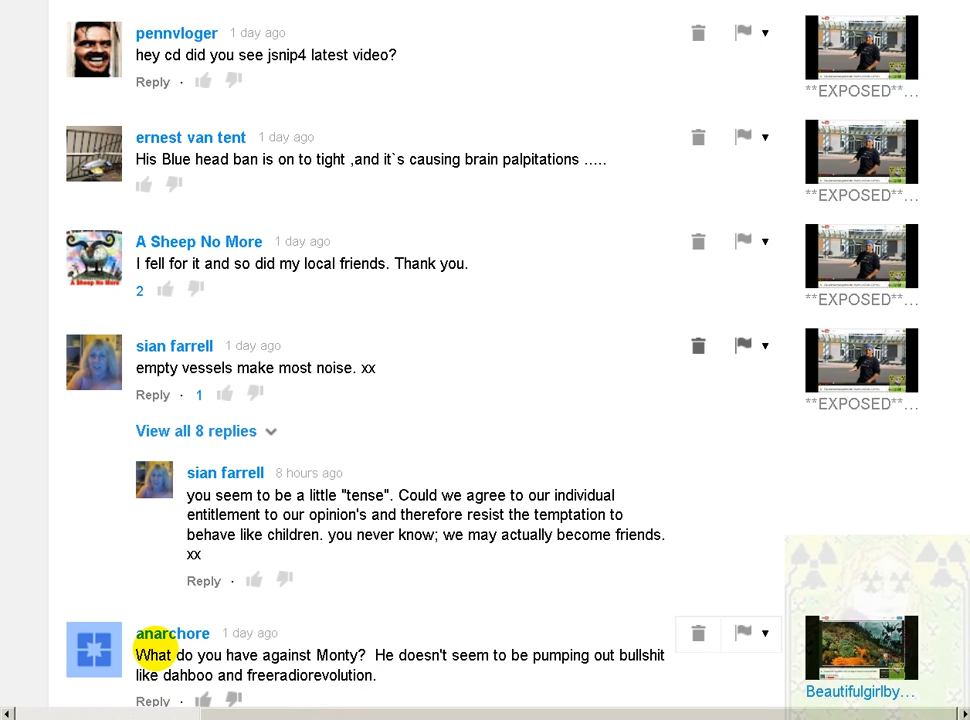 pennvloger 1 day ago
hey cd did you see jsnip4 latest video?
Reply ·
**EXPOSED**...
ernest van tent 1 day ago
His Blue head ban is on to tight ,and it`s causing brain palpitations .....
**EXPOSED**...
A Sheep No More 1 day ago
I fell for it and so did my local friends. Thank you.
2
**EXPOSED**...
sian farrell 1 day ago
empty vessels make most noise. xx
Reply · 1
**EXPOSED**...
View all 8 replies
sian farrell 8 hours ago
you seem to be a little "tense". Could we agree to our individual
entitlement to our opinion's and therefore resist the temptation to
behave like children. you never know; we may actually become friends.
xx
Reply ·
anarchore 1 day ago
What do you have against Monty?  He doesn't seem to be pumping out bullshit
like dahboo and freeradiorevolution.
Reply ·
Beautifulgirlby...